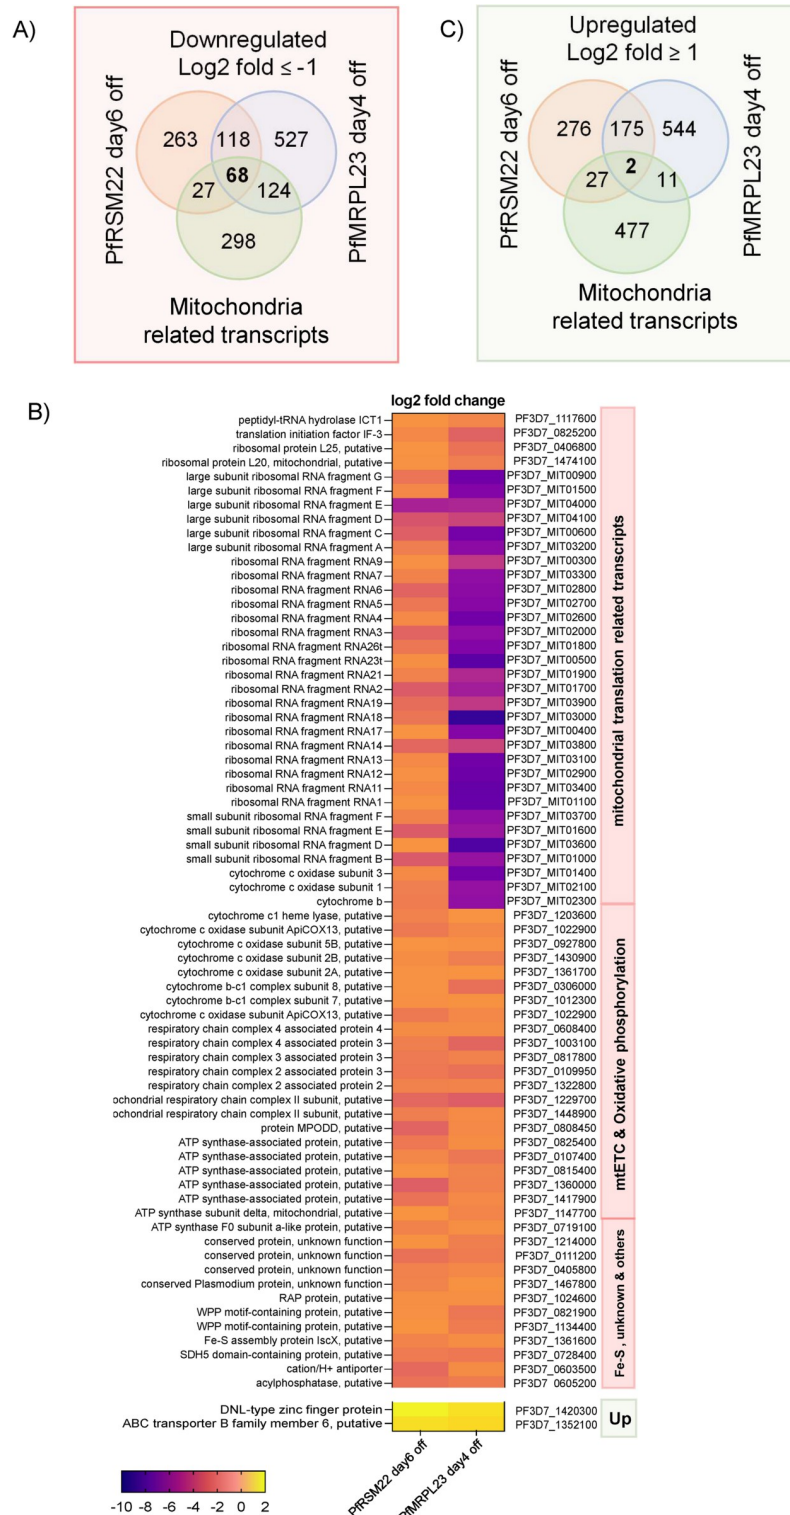 A)
Downregulated
Log2 fold ≤ -1
PfRSM22 day6 off
263 118 527
68
27 124
298
PfMRPL23 day4 off
Mitochondria
related transcripts
C)
Upregulated
Log2 fold ≥ 1
PfRSM22 day6 off
276 175 544
2
27 11
477
PfMRPL23 day4 off
Mitochondria
related transcripts
B)
log2 fold change
peptidyl-tRNA hydrolase ICT1 PF3D7_1117600
translation initiation factor IF-3 PF3D7_0825200
ribosomal protein L25, putative PF3D7_0406800
ribosomal protein L20, mitochondrial, putative PF3D7_1474100
large subunit ribosomal RNA fragment G PF3D7_MIT00900
large subunit ribosomal RNA fragment F PF3D7_MIT01500
large subunit ribosomal RNA fragment E PF3D7_MIT04000
large subunit ribosomal RNA fragment D PF3D7_MIT04100
large subunit ribosomal RNA fragment C PF3D7_MIT00600
large subunit ribosomal RNA fragment A PF3D7_MIT03200
ribosomal RNA fragment RNA9 PF3D7_MIT00300
ribosomal RNA fragment RNA7 PF3D7_MIT03300
ribosomal RNA fragment RNA6 PF3D7_MIT02800
ribosomal RNA fragment RNA5 PF3D7_MIT02700
ribosomal RNA fragment RNA4 PF3D7_MIT02600
ribosomal RNA fragment RNA3 PF3D7_MIT02000
ribosomal RNA fragment RNA26t PF3D7_MIT01800
ribosomal RNA fragment RNA23t PF3D7_MIT00500
ribosomal RNA fragment RNA21 PF3D7_MIT01900
ribosomal RNA fragment RNA2 PF3D7_MIT01700
ribosomal RNA fragment RNA19 PF3D7_MIT03900
ribosomal RNA fragment RNA18 PF3D7_MIT03000
ribosomal RNA fragment RNA17 PF3D7_MIT00400
ribosomal RNA fragment RNA14 PF3D7_MIT03800
ribosomal RNA fragment RNA13 PF3D7_MIT03100
ribosomal RNA fragment RNA12 PF3D7_MIT02900
ribosomal RNA fragment RNA11 PF3D7_MIT03400
ribosomal RNA fragment RNA1 PF3D7_MIT01100
small subunit ribosomal RNA fragment F PF3D7_MIT03700
small subunit ribosomal RNA fragment E PF3D7_MIT01600
small subunit ribosomal RNA fragment D PF3D7_MIT03600
small subunit ribosomal RNA fragment B PF3D7_MIT01000
cytochrome c oxidase subunit 3 PF3D7_MIT01400
cytochrome c oxidase subunit 1 PF3D7_MIT02100
cytochrome b PF3D7_MIT02300
mitochondrial translation related transcripts
cytochrome c1 heme lyase, putative PF3D7_1203600
cytochrome c oxidase subunit ApiCOX13, putative PF3D7_1022900
cytochrome c oxidase subunit 5B, putative PF3D7_0927800
cytochrome c oxidase subunit 2B, putative PF3D7_1430900
cytochrome c oxidase subunit 2A, putative PF3D7_1361700
cytochrome b-c1 complex subunit 8, putative PF3D7_0306000
cytochrome b-c1 complex subunit 7, putative PF3D7_1012300
cytochrome c oxidase subunit ApiCOX13, putative PF3D7_1022900
respiratory chain complex 4 associated protein 4 PF3D7_0608400
respiratory chain complex 4 associated protein 3 PF3D7_1003100
respiratory chain complex 3 associated protein 3 PF3D7_0817800
respiratory chain complex 2 associated protein 3 PF3D7_0109950
respiratory chain complex 2 associated protein 2 PF3D7_1322800
ochondrial respiratory chain complex II subunit, putative PF3D7_1229700
ochondrial respiratory chain complex II subunit, putative PF3D7_1448900
protein MPODD, putative PF3D7_0808450
ATP synthase-associated protein, putative PF3D7_0825400
ATP synthase-associated protein, putative PF3D7_0107400
ATP synthase-associated protein, putative PF3D7_0815400
ATP synthase-associated protein, putative PF3D7_1360000
ATP synthase-associated protein, putative PF3D7_1417900
ATP synthase subunit delta, mitochondrial, putative PF3D7_1147700
mtETC & Oxidative phosphorylation
ATP synthase F0 subunit a-like protein, putative PF3D7_0719100
conserved protein, unknown function PF3D7_1214000
conserved protein, unknown function PF3D7_0111200
conserved protein, unknown function PF3D7_0405800
conserved Plasmodium protein, unknown function PF3D7_1467800
RAP protein, putative PF3D7_1024600
WPP motif-containing protein, putative PF3D7_0821900
WPP motif-containing protein, putative PF3D7_1134400
Fe-S assembly protein IscX, putative PF3D7_1361600
SDH5 domain-containing protein, putative PF3D7_0728400
cation/H+ antiporter PF3D7_0603500
acylphosphatase, putative PF3D7_0605200
Fe-S , unknown & others
DNL-type zinc finger protein PF3D7_1420300
ABC transporter B family member 6, putative PF3D7_1352100
Up
PfRSM22 day6 off
PfMRPL23 day4 off
-10 -8 -6 -4 -2 0 2